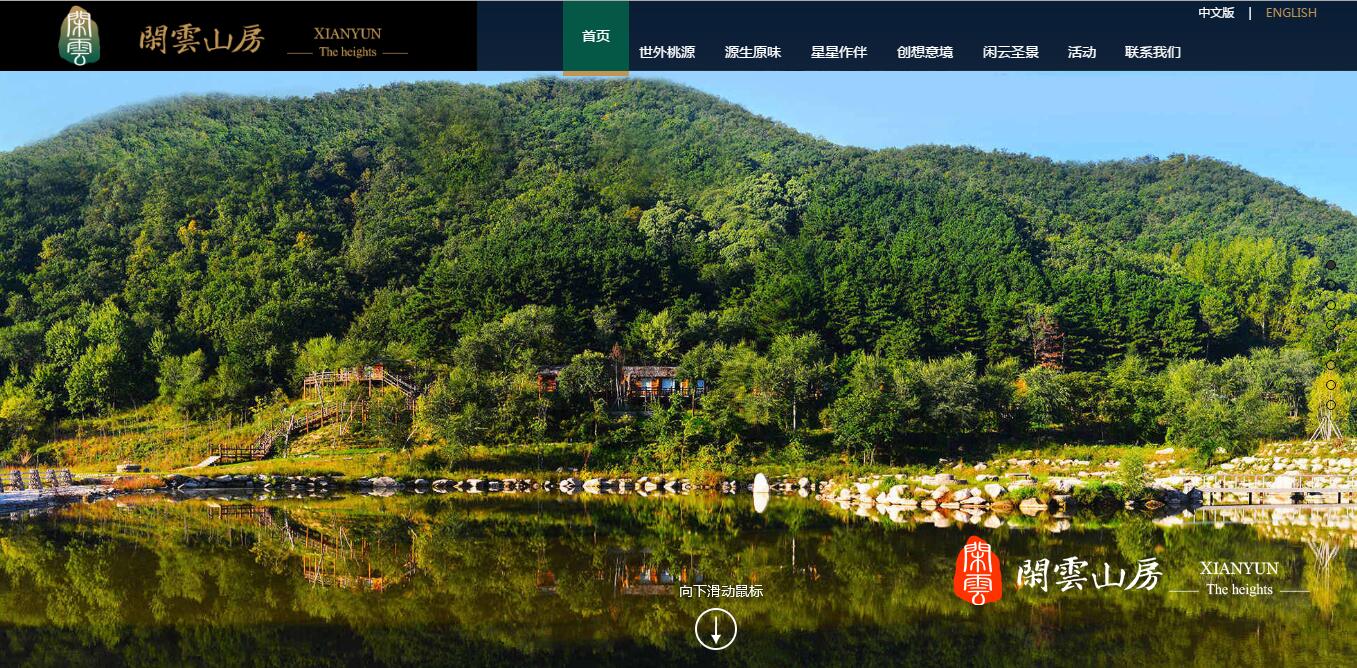 閑雲
閑雲山房
XIANYUN
The heights
中文版 | ENGLISH
首页
世外桃源
源生原味
星星作伴
创想意境
闲云圣景
活动
联系我们
向下滑动鼠标
閑雲
閑雲山房
XIANYUN
The heights